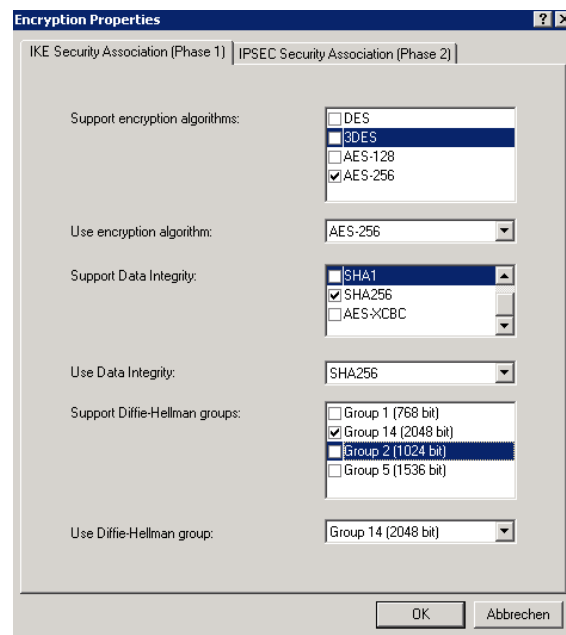 Encryption Properties
IKE Security Association (Phase 1)
IPSEC Security Association (Phase 2)
Support encryption algorithms:
DES
3DES
AES-128
AES-256
Use encryption algorithm:
AES-256
Support Data Integrity:
SHA1
SHA256
AES-XCBC
Use Data Integrity:
SHA256
Support Diffie-Hellman groups:
Group 1 (768 bit)
Group 14 (2048 bit)
Group 2 (1024 bit)
Group 5 (1536 bit)
Use Diffie-Hellman group:
Group 14 (2048 bit)
OK
Abbrechen